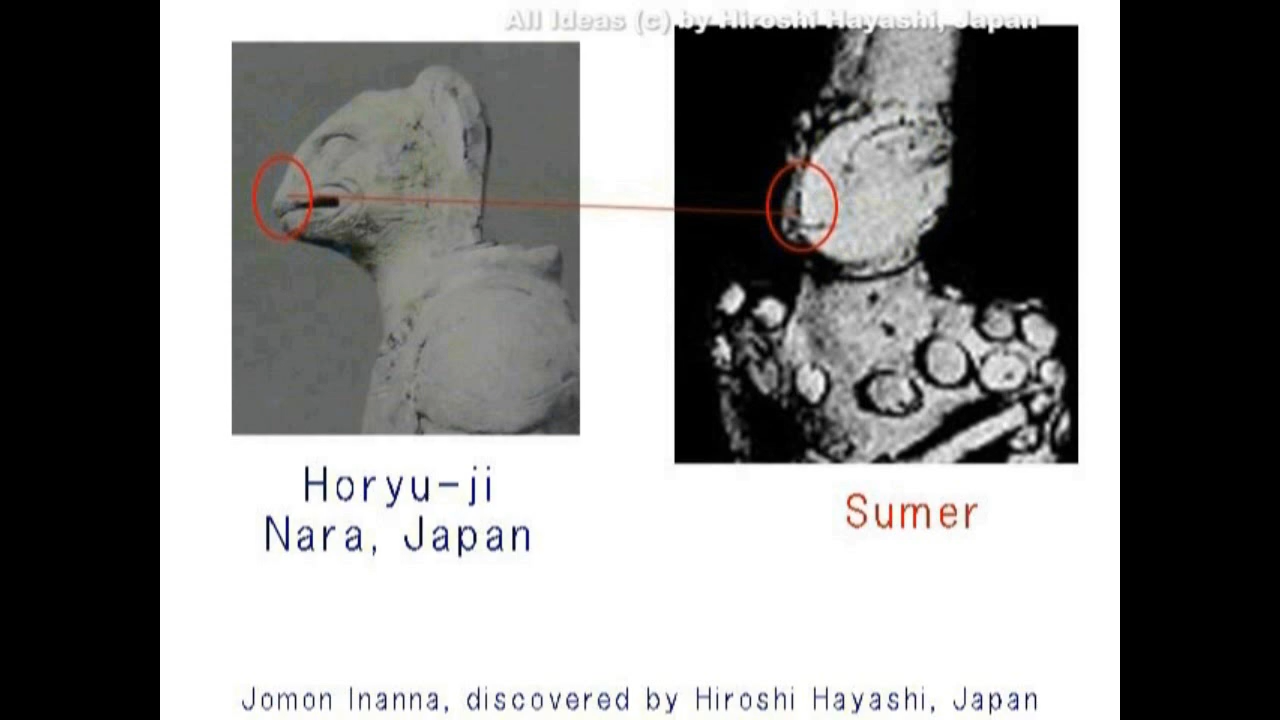 All Ideas (c) by Hiroshi Hayashi, Japan
Horyu-ji
Nara, Japan
Sumer
Jomon Inanna, discovered by Hiroshi Hayashi, Japan